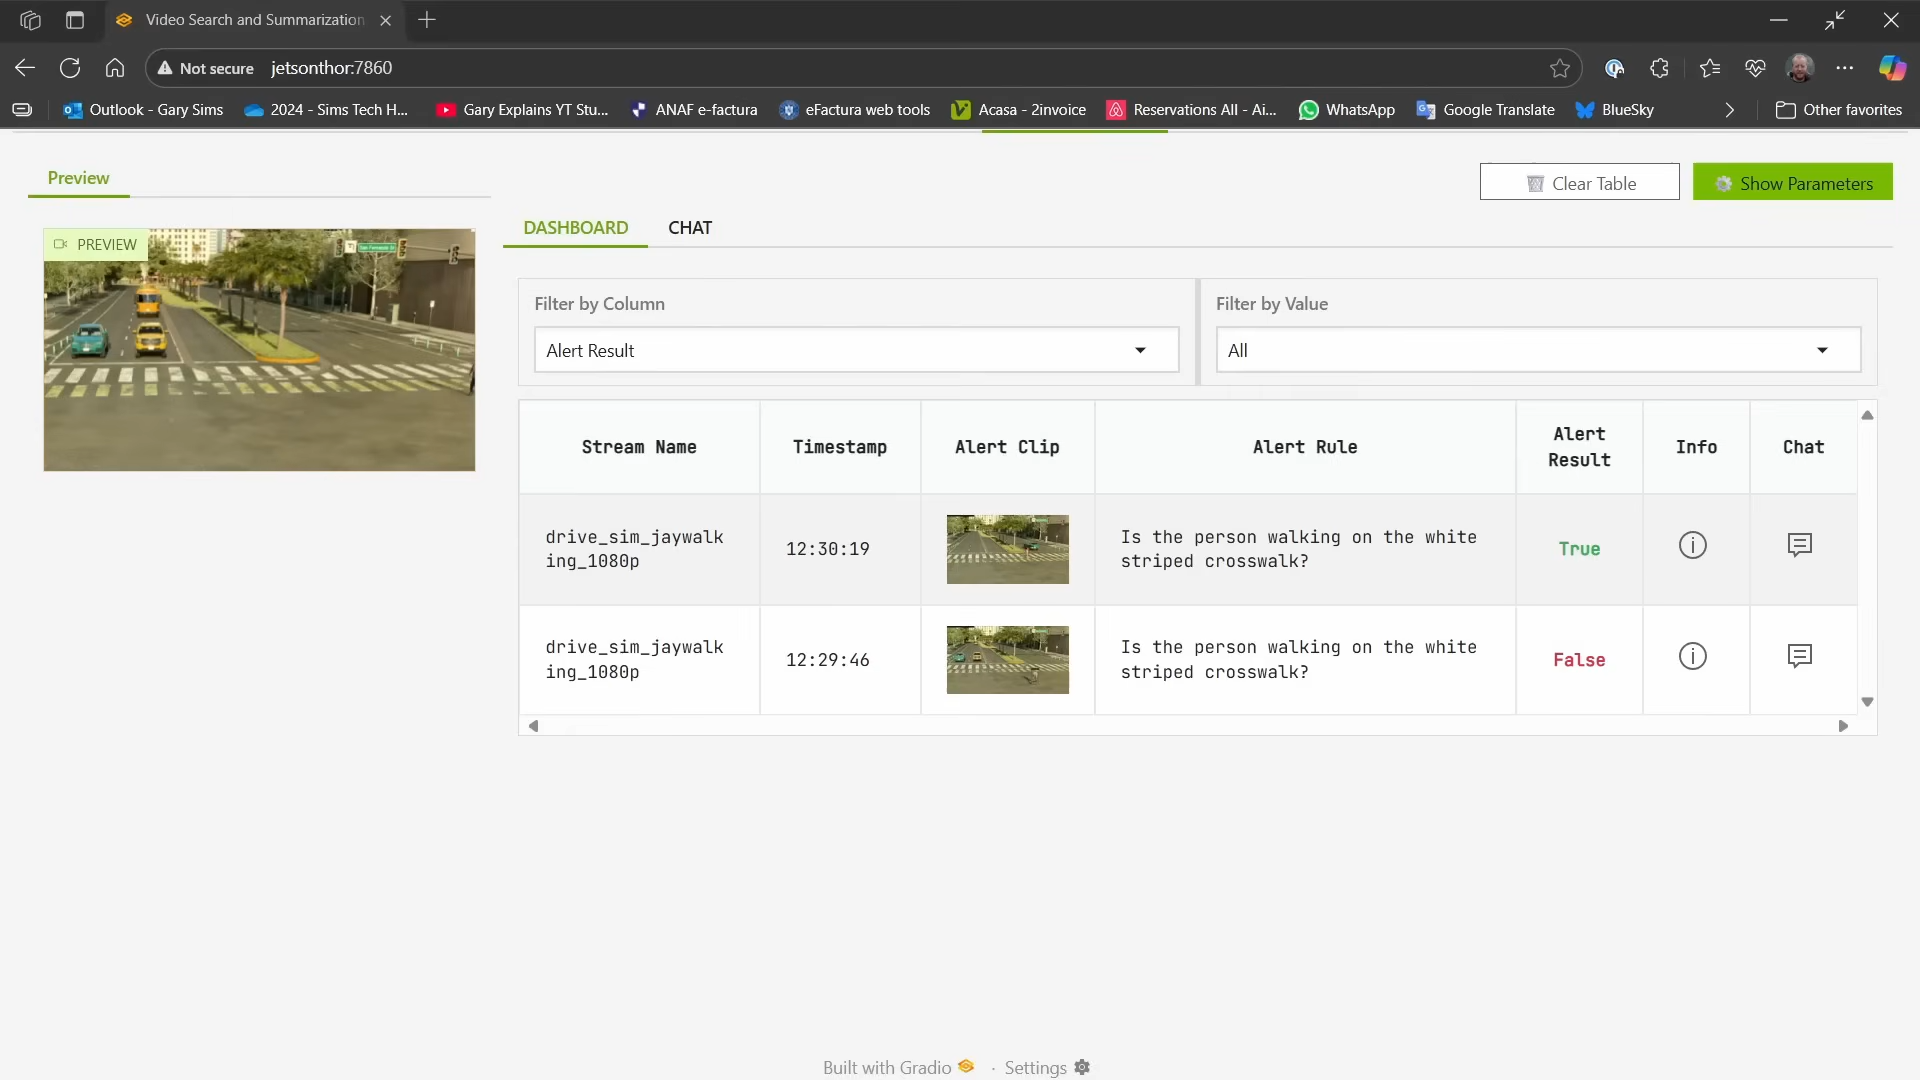 Video Search and Summarization
Not secure
jetsonthor:7860
Outlook - Gary Sims
2024 - Sims Tech H...
Gary Explains YT Stu...
ANAF e-factura
eFactura web tools
Acasa - 2invoice
Reservations All - Ai...
WhatsApp
Google Translate
BlueSky
Other favorites
Preview
Clear Table
Show Parameters
PREVIEW
DASHBOARD
CHAT
Filter by Column
Filter by Value
Alert Result
All
Stream Name
Timestamp
Alert Clip
Alert Rule
Alert
Result
Info
Chat
drive_sim_jaywalk
ing_1080p
12:30:19
Is the person walking on the white
striped crosswalk?
True
drive_sim_jaywalk
ing_1080p
12:29:46
Is the person walking on the white
striped crosswalk?
False
Built with Gradio
· Settings